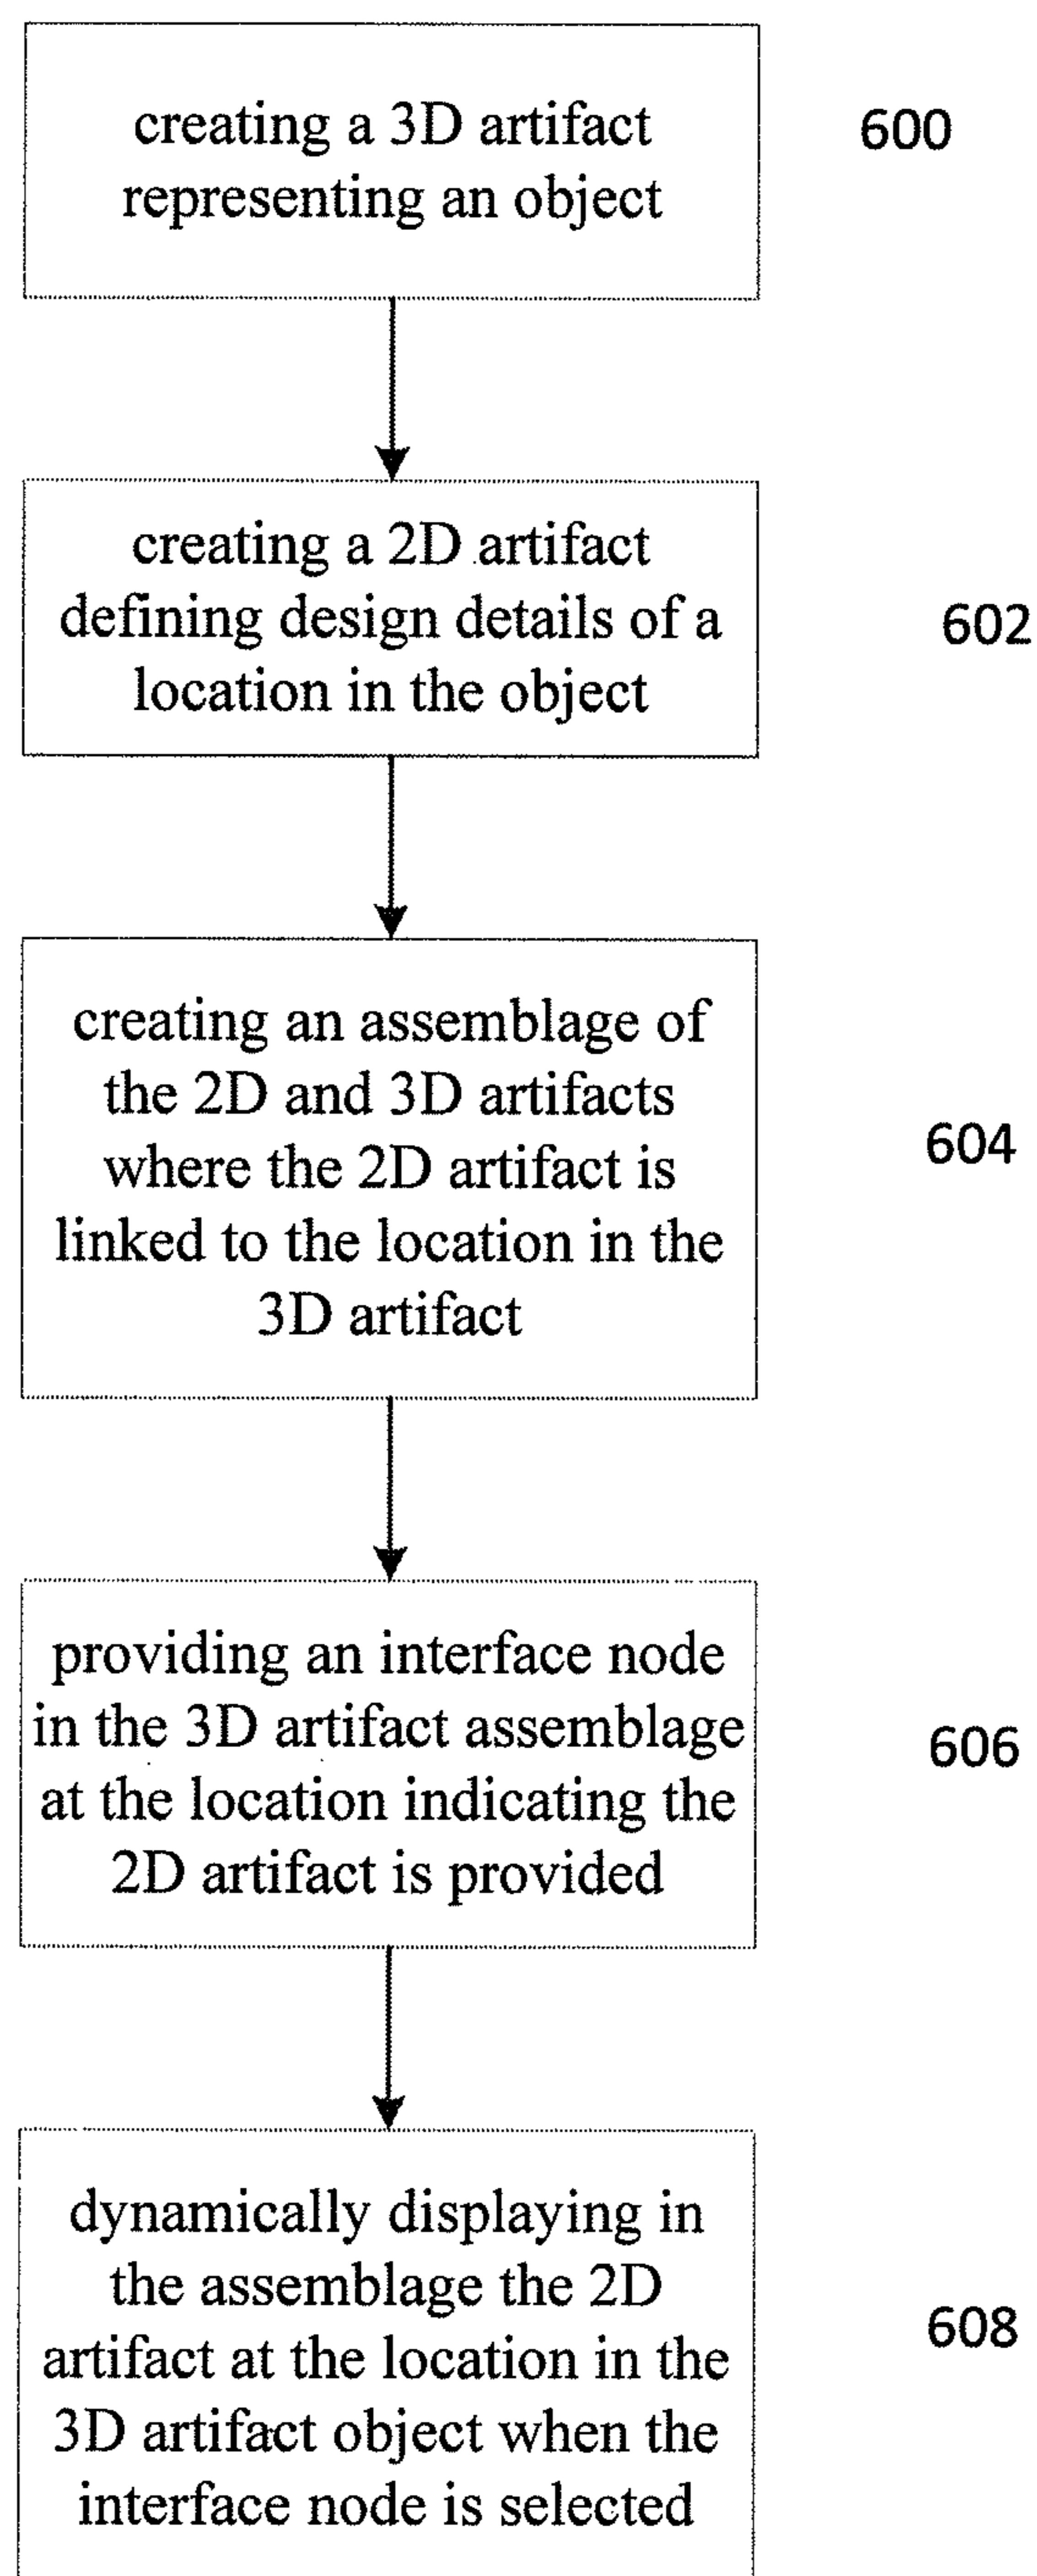 creating a 3D artifact
representing an object
600
creating a 2D artifact
defining design details of a
location in the object
602
creating an assemblage of
the 2D and 3D artifacts
where the 2D artifact is
linked to the location in the
3D artifact
604
providing an interface node
in the 3D artifact assemblage
at the location indicating the
2D artifact is provided
606
dynamically displaying in
the assemblage the 2D
artifact at the location in the
3D artifact object when the
interface node is selected
608